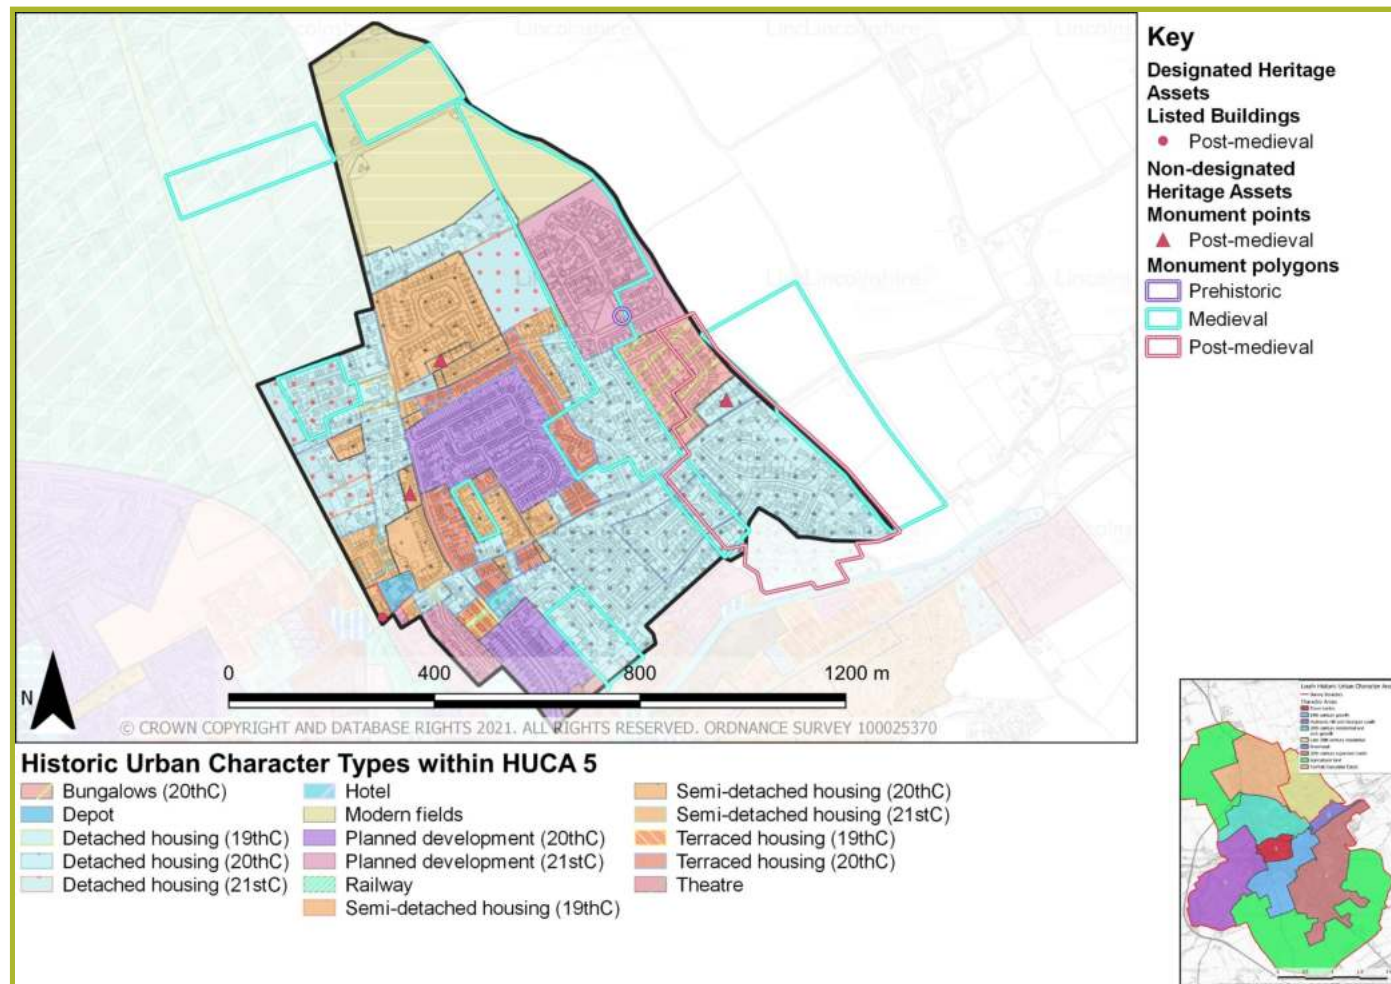 Key
Designated Heritage
Assets
Listed Buildings
Post-medieval
Non-designated
Heritage Assets
Monument points
Post-medieval
Monument polygons
Prehistoric
Medieval
Post-medieval
N
0 400 800 1200 m
© CROWN COPYRIGHT AND DATABASE RIGHTS 2021. ALL RIGHTS RESERVED. ORDNANCE SURVEY 100025370
Historic Urban Character Types within HUCA 5
Bungalows (20thC)
Depot
Detached housing (19thC)
Detached housing (20thC)
Detached housing (21stC)
Hotel
Modern fields
Planned development (20thC)
Planned development (21stC)
Railway
Semi-detached housing (19thC)
Semi-detached housing (20thC)
Semi-detached housing (21stC)
Terraced housing (19thC)
Terraced housing (20thC)
Theatre